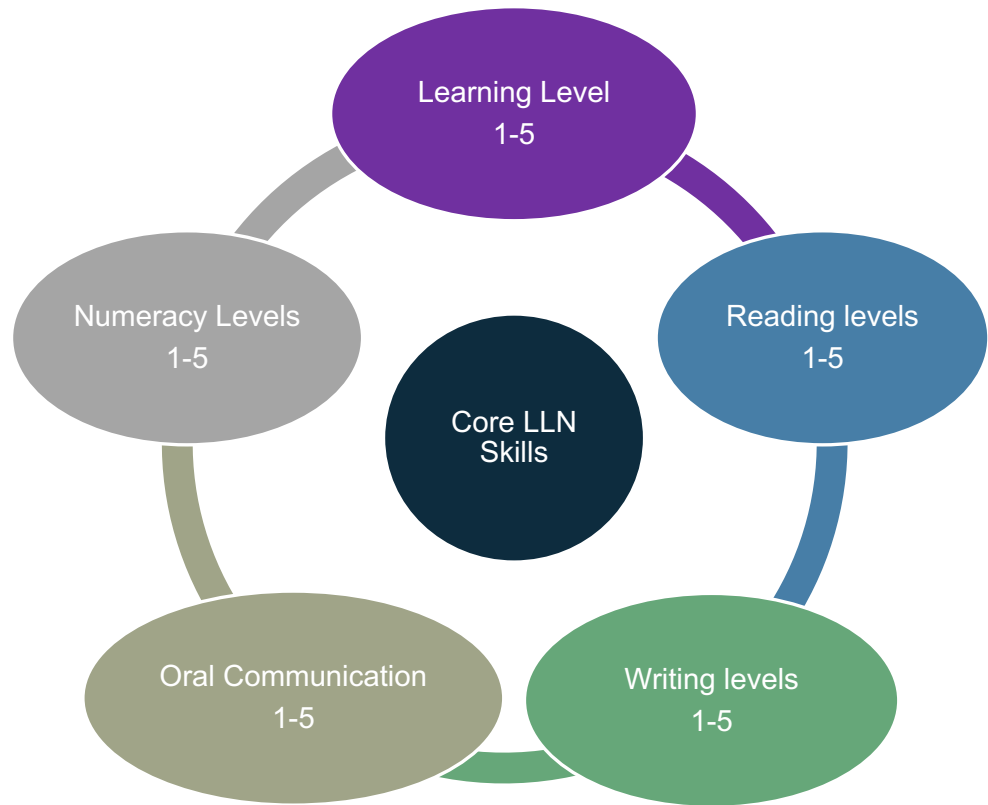 Learning Level
1-5
Reading levels
1-5
Writing levels
1-5
Oral Communication
1-5
Numeracy Levels
1-5
Core LLN
Skills